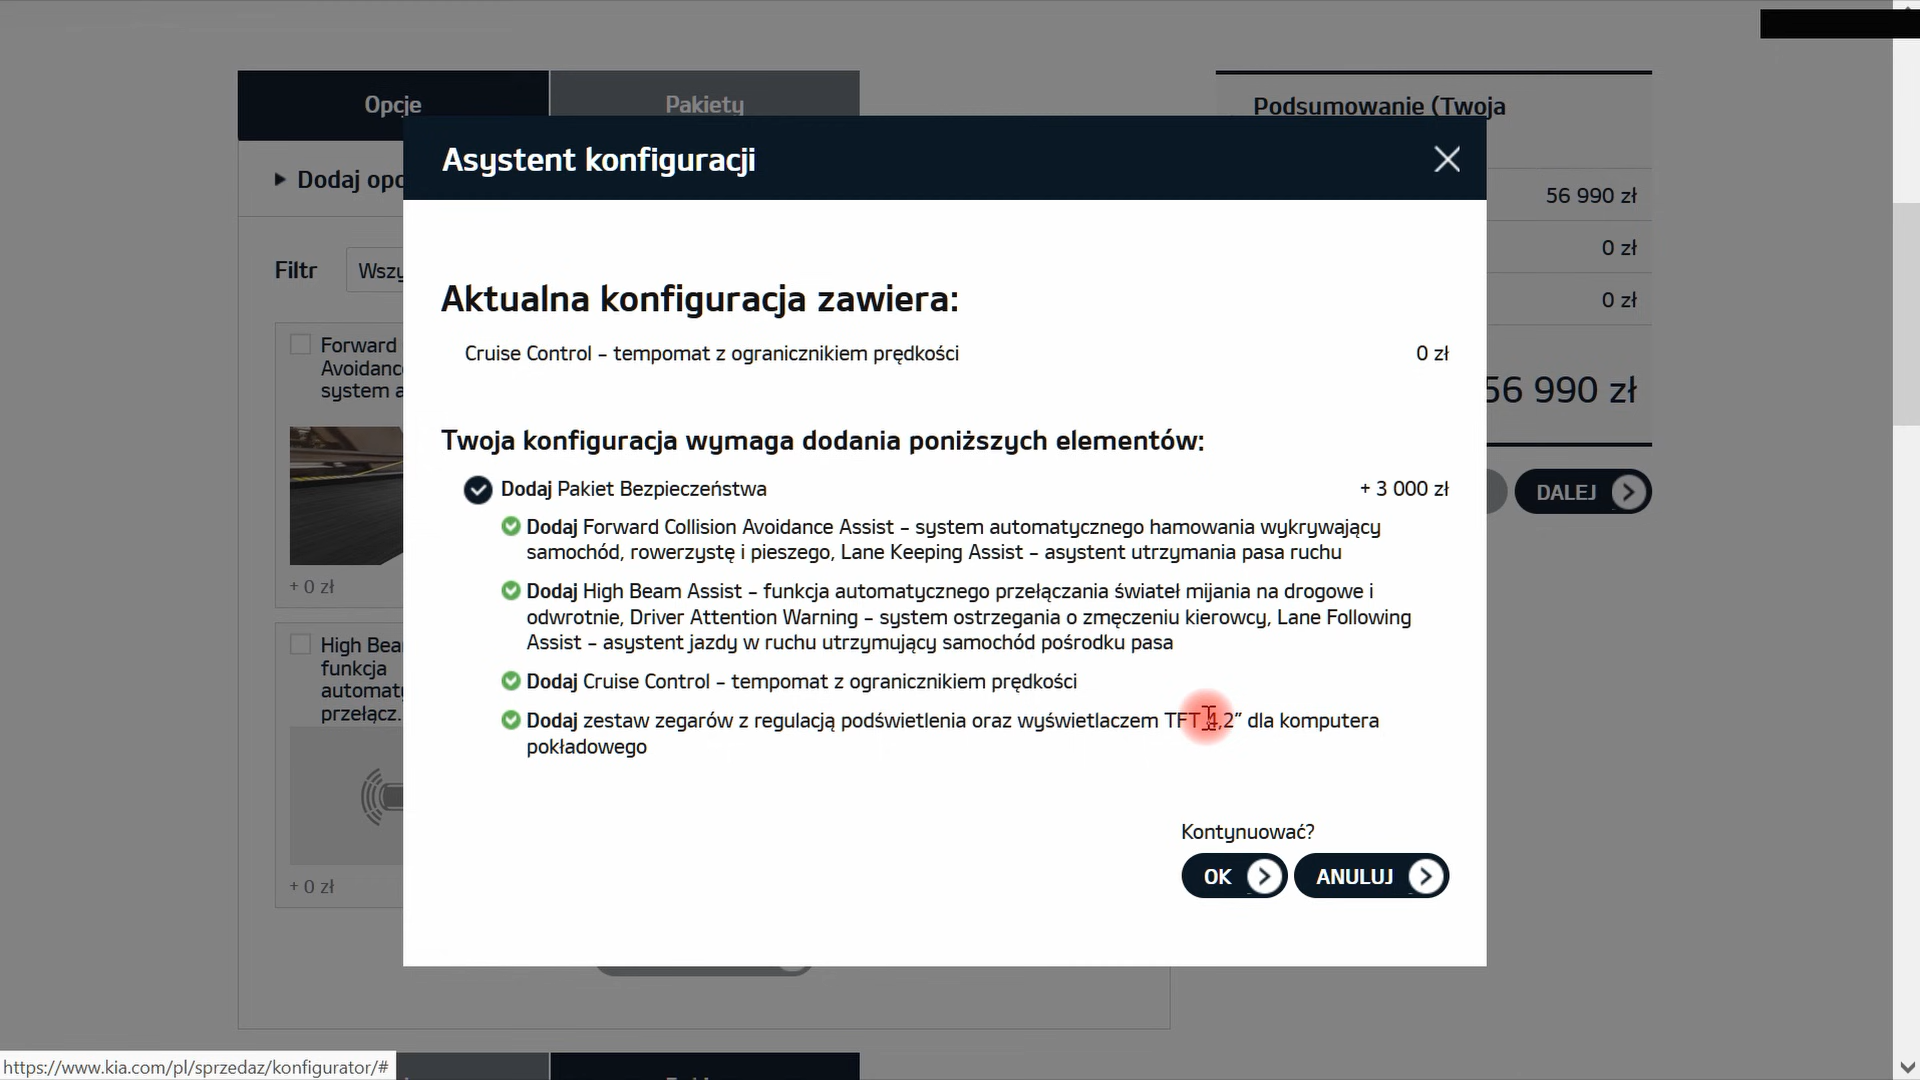 Opcje
Pakiety
Podsumowanie (Twoja
Asystent konfiguracji
Dodaj opc
56 990 zł
0 zł
0 zł
56 990 zł
DALEJ
Filtr
Wszy
Forward
Avoidanc
system a
+ 0 zł
High Bea
funkcja
automat
przełącz.
+ 0 zł
Aktualna konfiguracja zawiera:
Cruise Control – tempomat z ogranicznikiem prędkości 0 zł
Twoja konfiguracja wymaga dodania poniższych elementów:
Dodaj Pakiet Bezpieczeństwa + 3 000 zł
Dodaj Forward Collision Avoidance Assist – system automatycznego hamowania wykrywający
samochód, rowerzystę i pieszego, Lane Keeping Assist – asystent utrzymania pasa ruchu
Dodaj High Beam Assist – funkcja automatycznego przełączania świateł mijania na drogowe i
odwrotnie, Driver Attention Warning – system ostrzegania o zmęczeniu kierowcy, Lane Following
Assist – asystent jazdy w ruchu utrzymujący samochód pośrodku pasa
Dodaj Cruise Control – tempomat z ogranicznikiem prędkości
Dodaj zestaw zegarów z regulacją podświetlenia oraz wyświetlaczem TFT 4,2” dla komputera
pokładowego
Kontynuować?
OK
ANULUJ
https://www.kia.com/pl/sprzedaz/konfigurator/#